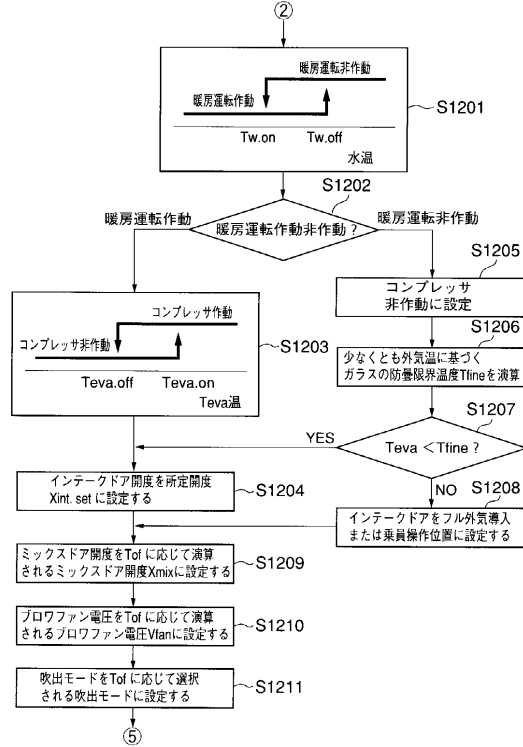 ②
暖房運転非作動
暖房運転作動
Tw.on Tw.off
水温
S1201
S1202
暖房運転作動非作動？
暖房運転作動
暖房運転非作動
S1205
コンプレッサ
非作動に設定
コンプレッサ作動
コンプレッサ非作動
Teva.off Teva.on
Teva温
S1203
S1206
少なくとも外気温に基づく
ガラスの防曇限界温度Tfineを演算
S1207
Teva＜Tfine？
YES
NO
インテークドア開度を所定開度
Xint. setに設定する
S1204
S1208
インテークドアをフル外気導入
または乗員操作位置に設定する
ミックスドア開度をTofに応じて演算
されるミックスドア開度Xmixに設定する
S1209
ブロワファン電圧をTofに応じて演算
されるブロワファン電圧Vfanに設定する
S1210
吹出モードをTofに応じて選択
される吹出モードに設定する
S1211
⑤